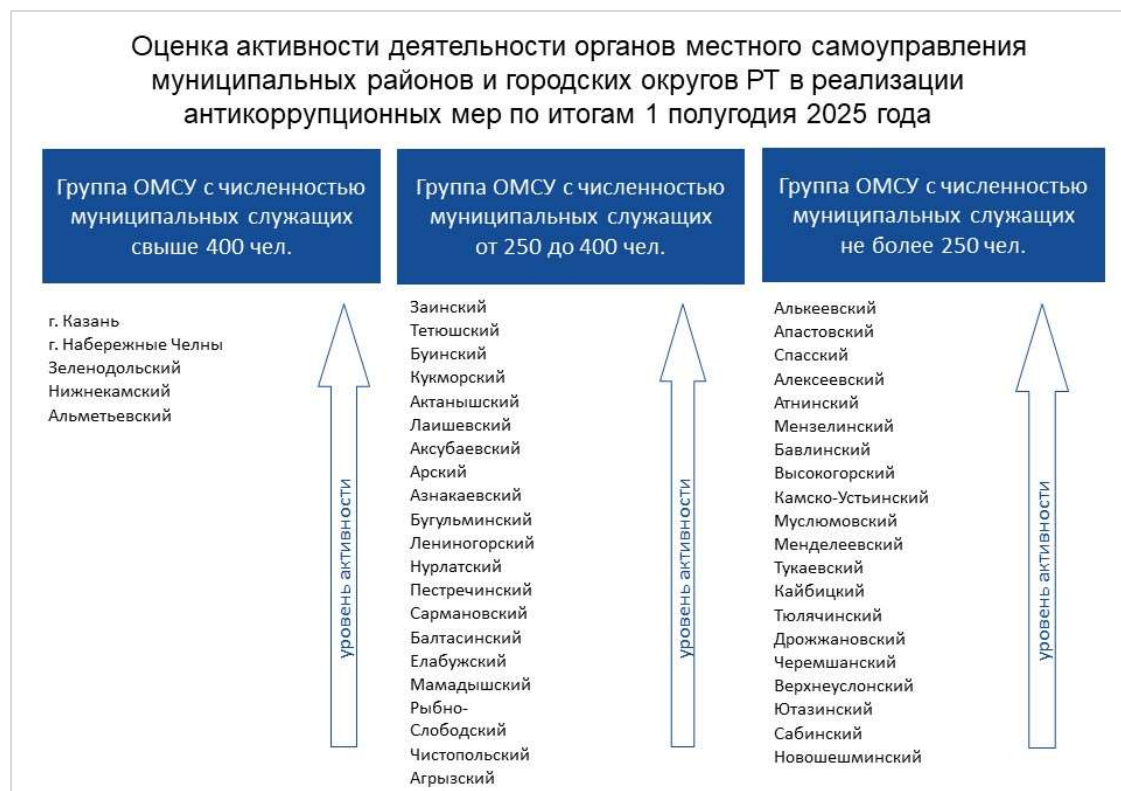 Оценка активности деятельности органов местного самоуправления
муниципальных районов и городских округов РТ в реализации
антикоррупционных мер по итогам 1 полугодия 2025 года
Группа ОМСУ с численностью
муниципальных служащих
свыше 400 чел.
г. Казань
г. Набережные Челны
Зеленодольский
Нижнекамский
Альметьевский
уровень активности
Группа ОМСУ с численностью
муниципальных служащих
от 250 до 400 чел.
Заинский
Тетюшский
Буинский
Кукморский
Актанышский
Лаишевский
Аксубаевский
Арский
Азнакаевский
Бугульминский
Лениногорский
Нурлатский
Пестречинский
Сармановский
Балтасинский
Елабужский
Мамадышский
Рыбно-
Слободский
Чистопольский
Агрызский
уровень активности
Группа ОМСУ с численностью
муниципальных служащих
не более 250 чел.
Алькеевский
Апастовский
Спасский
Алексеевский
Атнинский
Мензелинский
Бавлинский
Высокогорский
Камско-Устьинский
Муслюмовский
Менделеевский
Тукаевский
Кайбицкий
Тюлячинский
Дрожжановский
Черемшанский
Верхнеуслонский
Ютазинский
Сабинский
Новошешминский
уровень активности